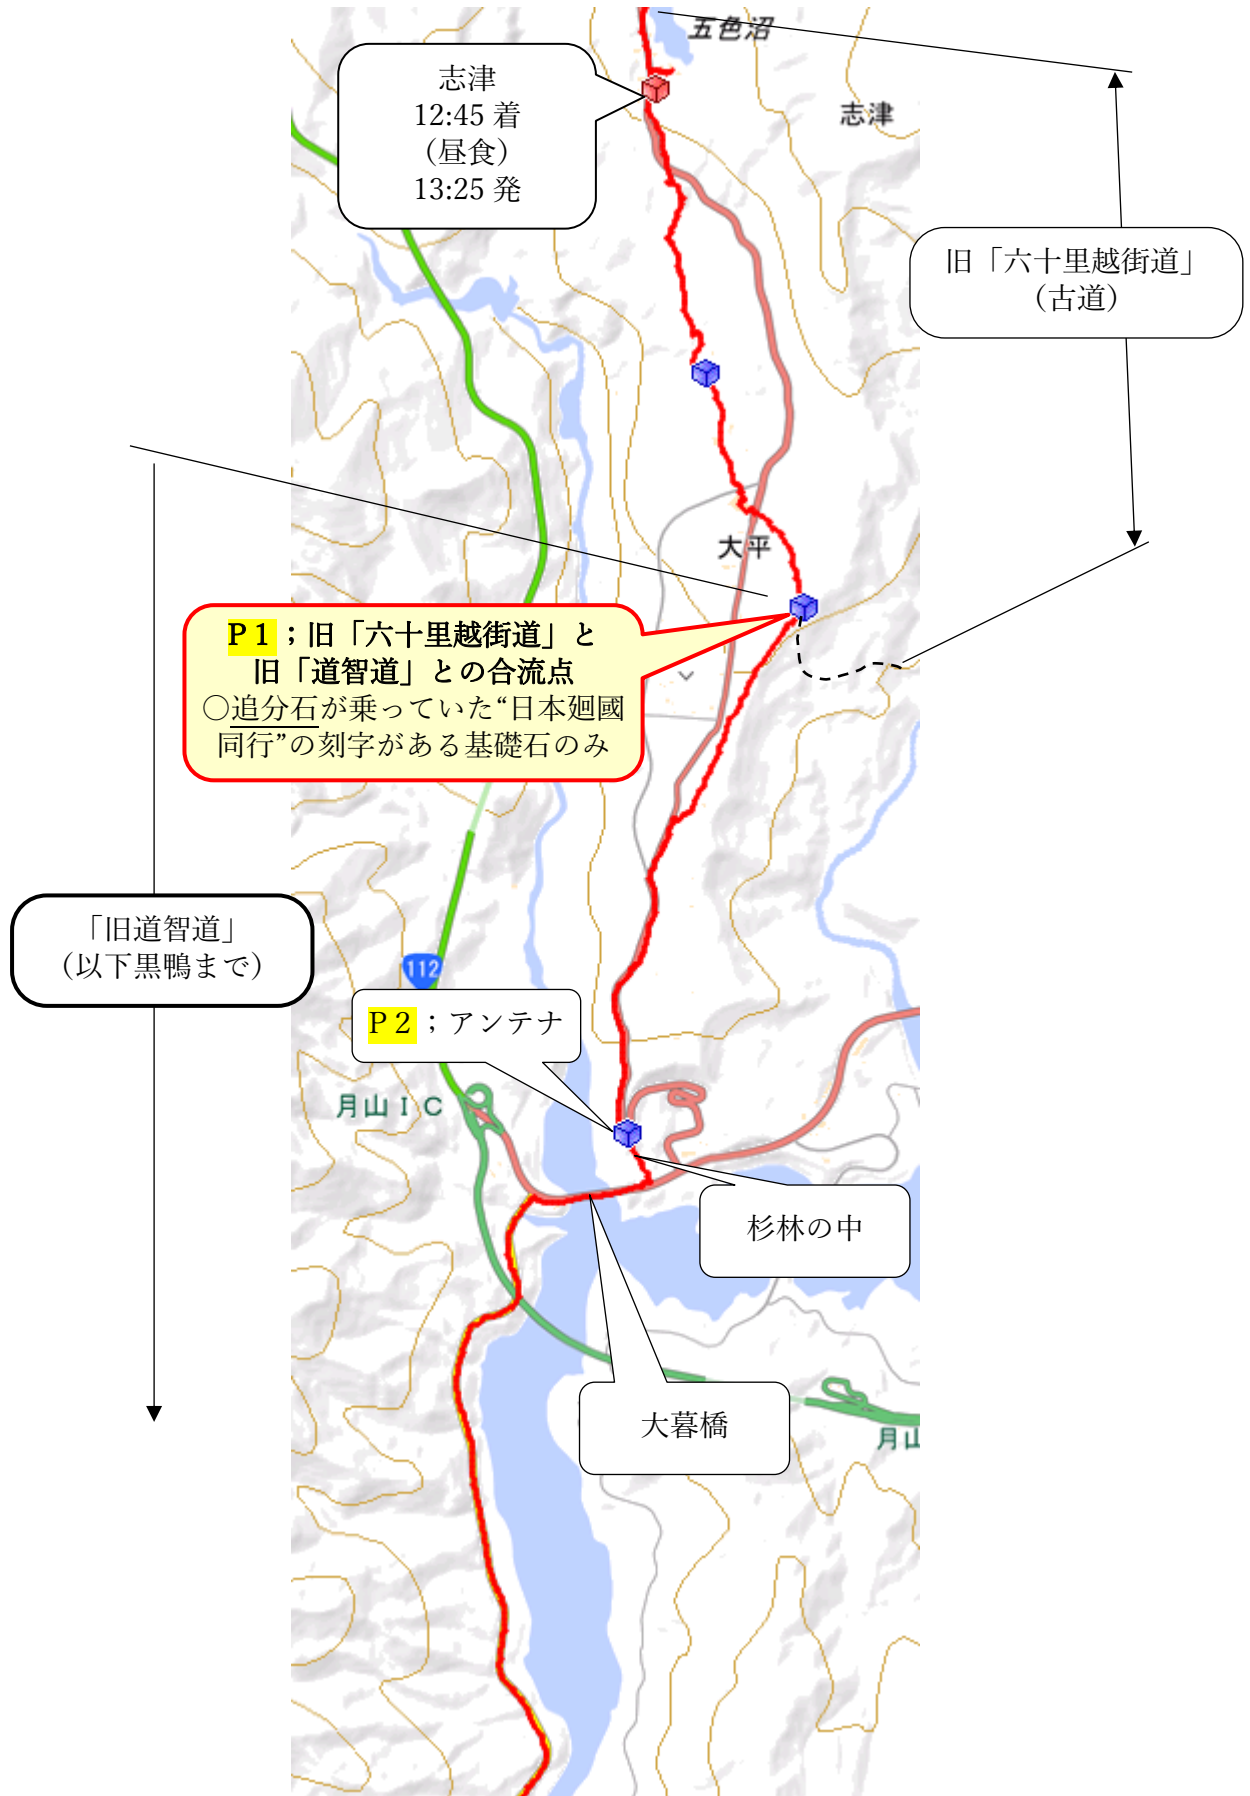 五色沼
志津
12:45 着
（昼食）
13:25 発
志津
旧「六十里越街道」
（古道）
大平
Ｐ１；旧「六十里越街道」と
旧「道智道」との合流点
○追分石が乗っていた“日本廻國
同行”の刻字がある基礎石のみ
「旧道智道」
（以下黒鴨まで）
112
Ｐ２；アンテナ
月山ＩＣ
杉林の中
大暮橋
月山